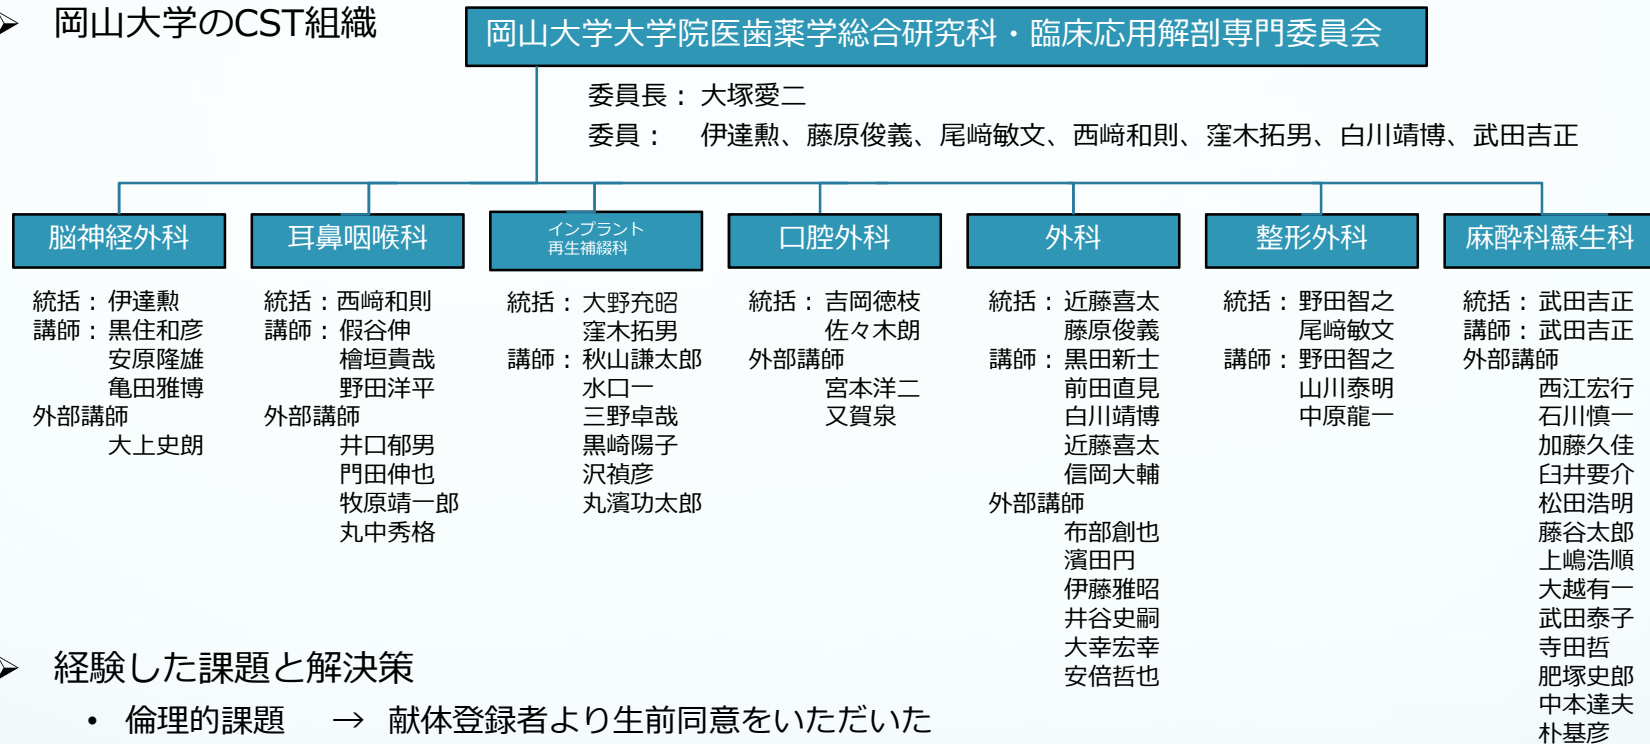 ➢ 岡山大学のCST組織
岡山大学大学院医歯薬学総合研究科・臨床応用解剖専門委員会
委員長： 大塚愛二
委員： 伊達勲、藤原俊義、尾﨑敏文、西﨑和則、窪木拓男、白川靖博、武田吉正
脳神経外科
統括： 伊達勲
講師： 黒住和彦
安原隆雄
亀田雅博
外部講師
大上史朗
耳鼻咽喉科
統括：西﨑和則
講師： 假谷伸
檜垣貴哉
野田洋平
外部講師
井口郁男
門田伸也
牧原靖一郎
丸中秀格
インプラント
再生補綴科
統括： 大野充昭
窪木拓男
講師： 秋山謙太郎
水口一
三野卓哉
黒崎陽子
沢禎彦
丸濱功太郎
口腔外科
統括： 吉岡徳枝
佐々木朗
外部講師
宮本洋二
又賀泉
外科
統括： 近藤喜太
藤原俊義
講師： 黒田新士
前田直見
白川靖博
近藤喜太
信岡大輔
外部講師
布部創也
濱田円
伊藤雅昭
井谷史嗣
大幸宏幸
安倍哲也
整形外科
統括： 野田智之
尾﨑敏文
講師： 野田智之
山川泰明
中原龍一
麻酔科蘇生科
統括： 武田吉正
講師： 武田吉正
外部講師
西江宏行
石川慎一
加藤久佳
臼井要介
松田浩明
藤谷太郎
上嶋浩順
大越有一
武田泰子
寺田哲
肥塚史郎
中本達夫
朴基彦
➢ 経験した課題と解決策
• 倫理的課題 → 献体登録者より生前同意をいただいた